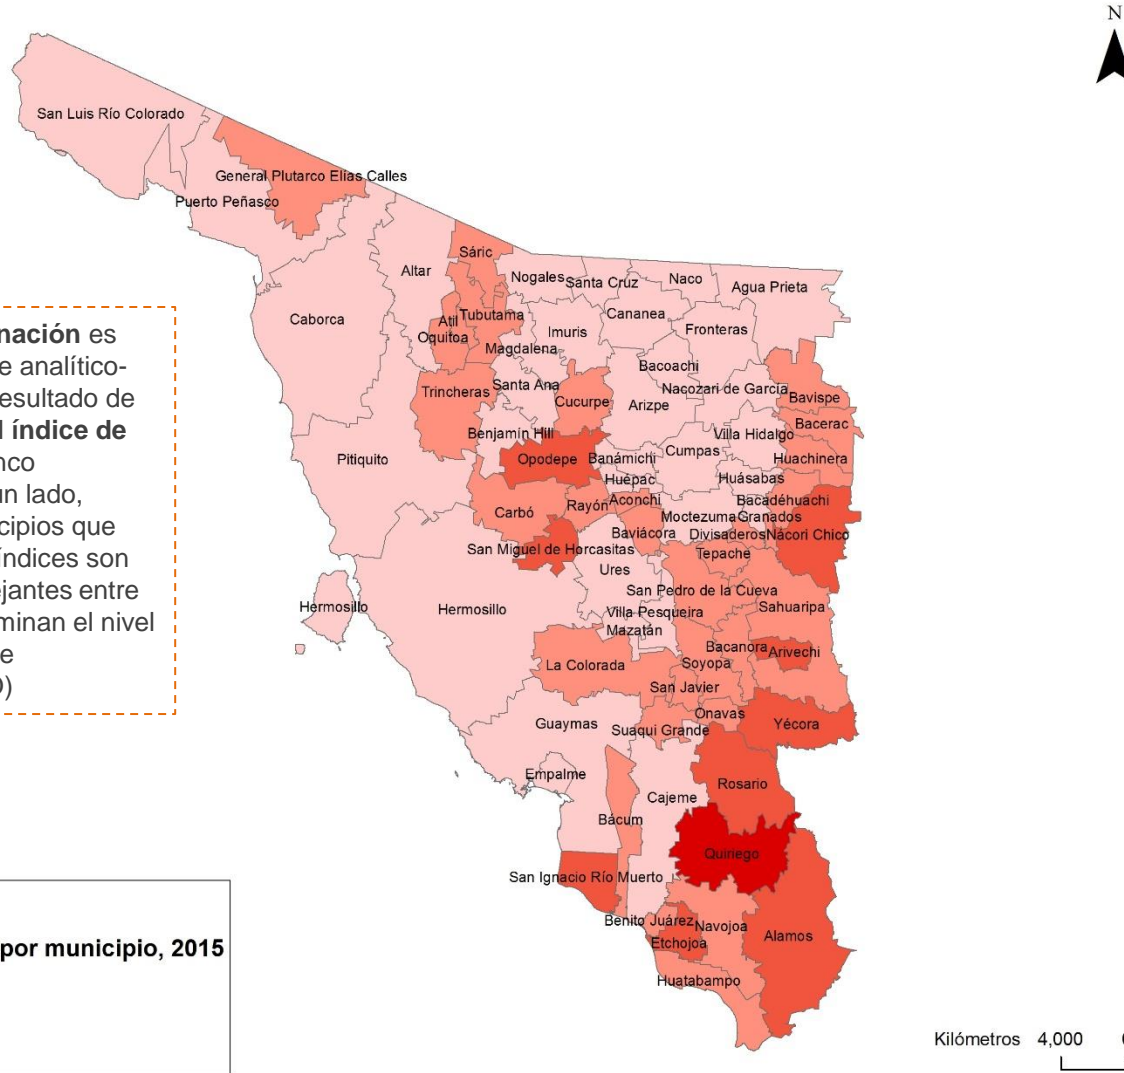 N
San Luis Río Colorado
General Plutarco Elías Calles
Puerto Peñasco
Sáric
Altar
Nogales
Santa Cruz
Naco
Agua Prieta
Caborca
Atil
Tubutama
Oquitoa
Cananea
Imuris
Fronteras
Magdalena
Bacoachi
Trincheras
Santa Ana
Nacozari de García
Cucurpe
Arizpe
Bavispe
Bacerac
Benjamín Hill
Villa Hidalgo
Pitiquito
Opodepe
Banámichi
Cumpas
Huachinera
Huépac
Huásabas
Carbó
Rayón
Aconchi
Bacadéhuachi
Moctezuma
Granados
Baviácora
Divisaderos
Nácori Chico
San Miguel de Horcasitas
Tepache
Ures
San Pedro de la Cueva
Hermosillo
Hermosillo
Villa Pesqueira
Sahuaripa
Mazatán
Bacanora
Arivechi
La Colorada
Soyopa
San Javier
Onavas
Guaymas
Suaqui Grande
Yécora
Empalme
Rosario
Cajeme
Bácum
Quiriego
San Ignacio Río Muerto
Benito Juárez
Navojoa
Etchojoa
Alamos
Huatabampo
nación es
e analítico-
resultado de
l índice de
nco
un lado,
cipios que
índices son
ejantes entre
minan el nivel
e
O)
por municipio, 2015
Kilómetros 4,000